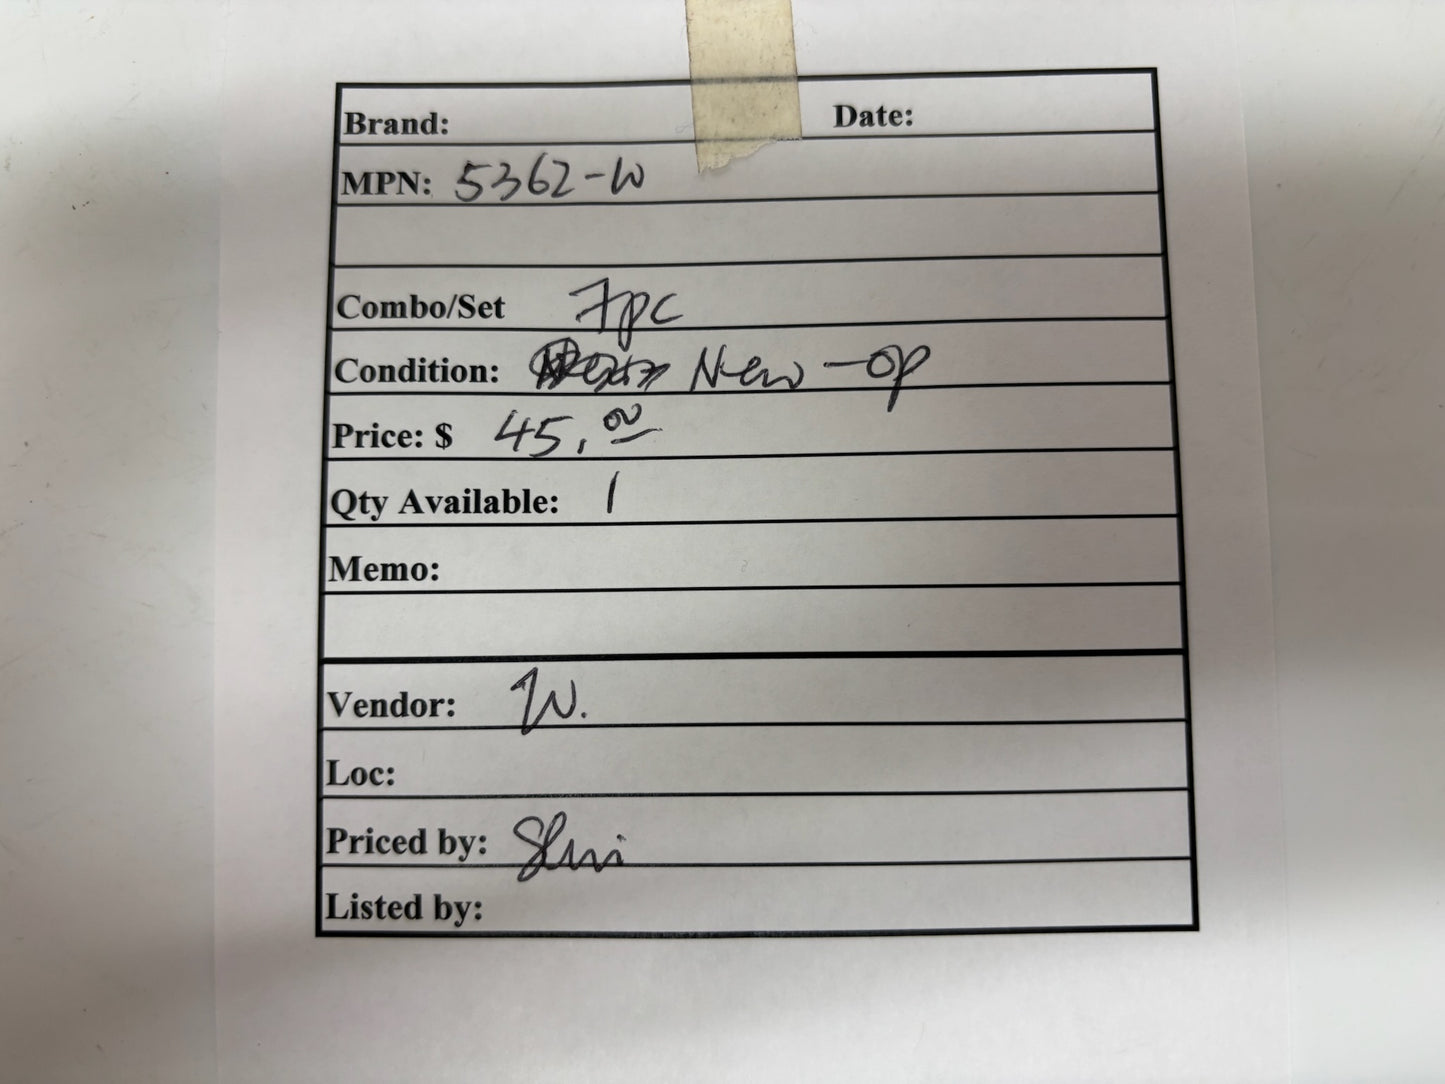 Brand: Date:
MPN: 5362-W
Combo/Set 7pc
Condition: New-op
Price: $ 45.00
Qty Available: 1
Memo:
Vendor: W.
Loc:
Priced by:
Listed by: